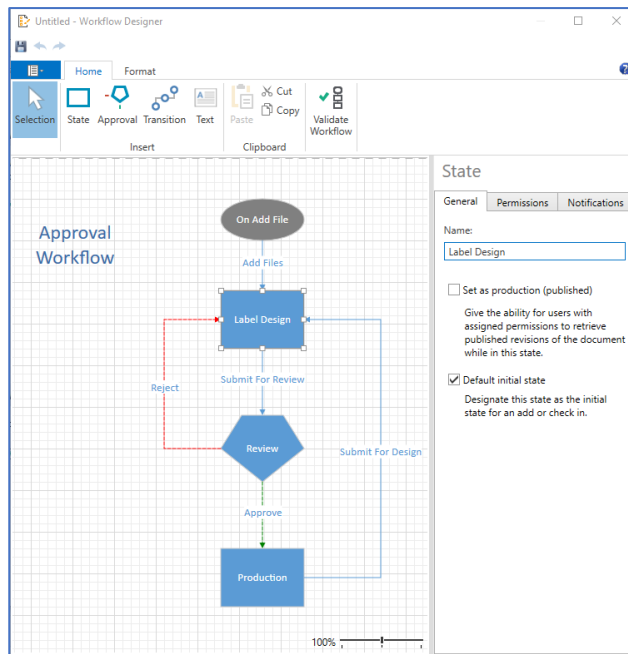 Untitled - Workflow Designer
Home
Format
Selection
State
Approval
Transition
Text
Insert
Paste
Cut
Copy
Clipboard
Validate
Workflow
Approval
Workflow
On Add File
Add Files
Label Design
Submit For Review
Reject
Review
Submit For Design
Approve
Production
100%
State
General
Permissions
Notifications
Name:
Label Design
Set as production (published)
Give the ability for users with
assigned permissions to retrieve
published revisions of the document
while in this state.
Default initial state
Designate this state as the initial
state for an add or check in.